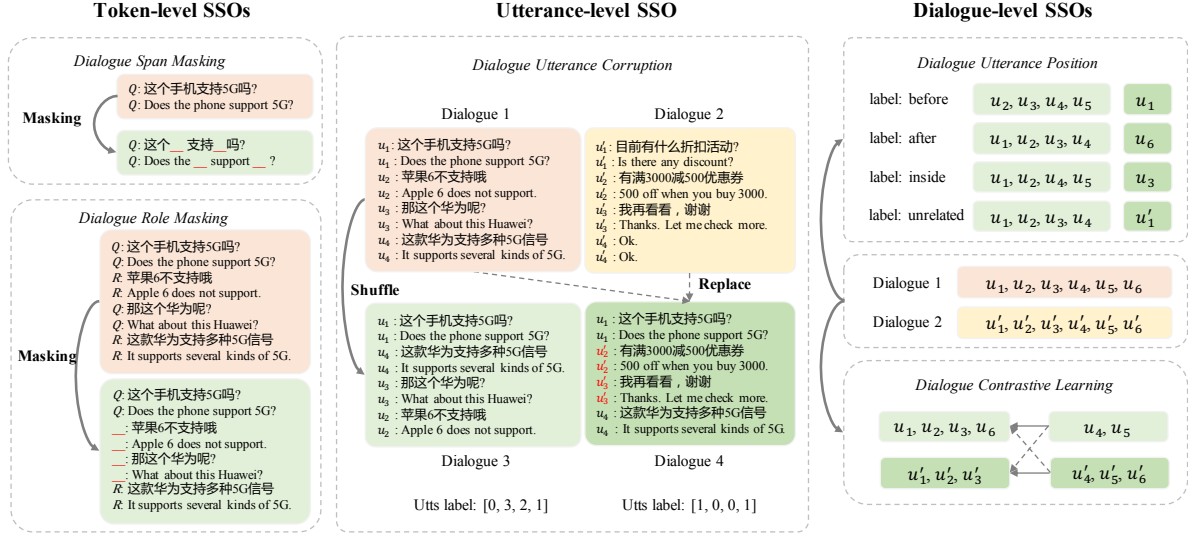 Token-level SSOs
Dialogue Span Masking
Masking
Q: 这个手机支持5G吗?
Q: Does the phone support 5G?
Q: 这个__ 支持__吗?
Q: Does the __ support __ ?
Dialogue Role Masking
Masking
Q: 这个手机支持5G吗?
Q: Does the phone support 5G?
R: 苹果6不支持哦
R: Apple 6 does not support.
Q: 那这个华为呢?
Q: What about this Huawei?
R: 这款华为支持多种5G信号
R: It supports several kinds of 5G.
Q: 这个手机支持5G吗?
Q: Does the phone support 5G?
__: 苹果6不支持哦
__: Apple 6 does not support.
__: 那这个华为呢?
__: What about this Huawei?
R: 这款华为支持多种5G信号
R: It supports several kinds of 5G.
Utterance-level SSO
Dialogue Utterance Corruption
Dialogue 1
u₁ : 这个手机支持5G吗?
u₁ : Does the phone support 5G?
u₂ : 苹果6不支持哦
u₂ : Apple 6 does not support.
u₃ : 那这个华为呢?
u₃ : What about this Huawei?
u₄ : 这款华为支持多种5G信号
u₄ : It supports several kinds of 5G.
Dialogue 2
u′₁ : 目前有什么折扣活动?
u′₁ : Is there any discount?
u′₂ : 有满3000减500优惠券
u′₂ : 500 off when you buy 3000.
u′₃ : 我再看看，谢谢
u′₃ : Thanks. Let me check more.
u′₄ : Ok.
u′₄ : Ok.
Shuffle
Replace
u₁ : 这个手机支持5G吗?
u₁ : Does the phone support 5G?
u₄ : 这款华为支持多种5G信号
u₄ : It supports several kinds of 5G.
u₃ : 那这个华为呢?
u₃ : What about this Huawei?
u₂ : 苹果6不支持哦
u₂ : Apple 6 does not support.
Dialogue 3
Utts label: [0, 3, 2, 1]
u₁ : 这个手机支持5G吗?
u₁ : Does the phone support 5G?
u′₂ : 有满3000减500优惠券
u′₂ : 500 off when you buy 3000.
u′₃ : 我再看看，谢谢
u′₃ : Thanks. Let me check more.
u₄ : 这款华为支持多种5G信号
u₄ : It supports several kinds of 5G.
Dialogue 4
Utts label: [1, 0, 0, 1]
Dialogue-level SSOs
Dialogue Utterance Position
label: before u₂, u₃, u₄, u₅ u₁
label: after u₁, u₂, u₃, u₄ u₆
label: inside u₁, u₂, u₄, u₅ u₃
label: unrelated u₁, u₂, u₃, u₄ u′₁
Dialogue 1 u₁, u₂, u₃, u₄, u₅, u₆
Dialogue 2 u′₁, u′₂, u′₃, u′₄, u′₅, u′₆
Dialogue Contrastive Learning
u₁, u₂, u₃, u₆ u₄, u₅
u′₁, u′₂, u′₃ u′₄, u′₅, u′₆